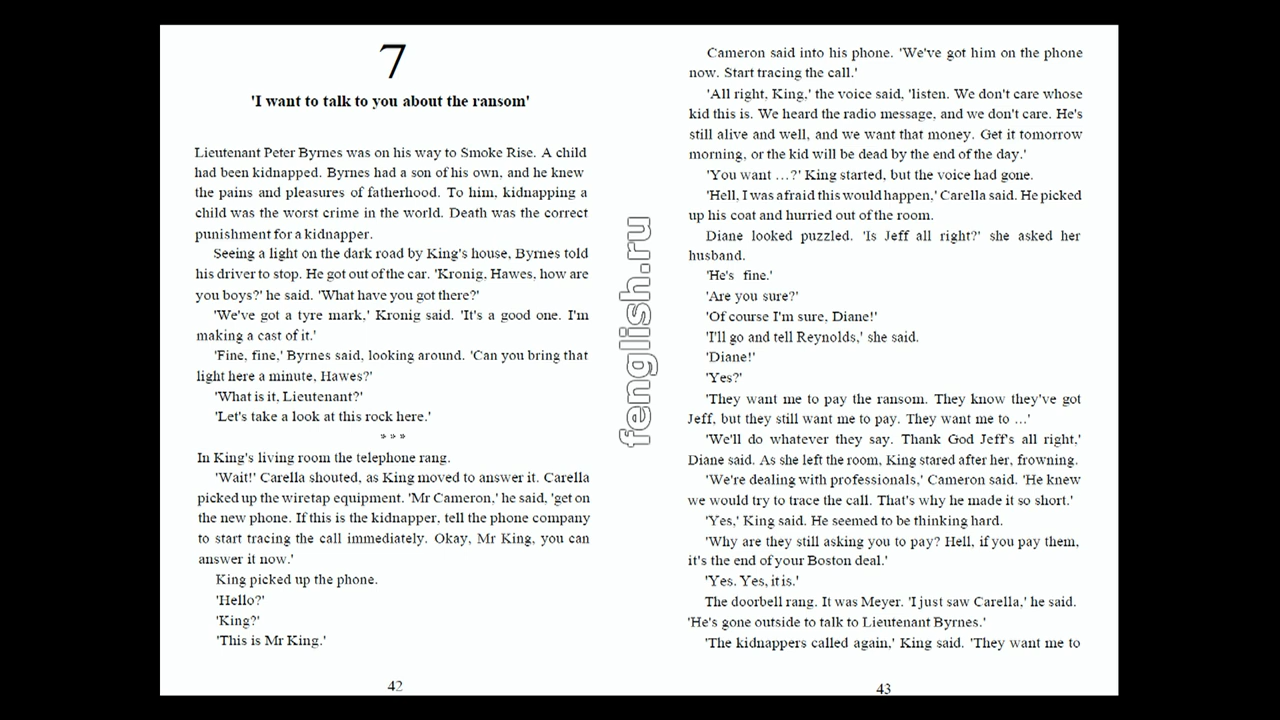 7
'I want to talk to you about the ransom'
Lieutenant Peter Byrnes was on his way to Smoke Rise. A child
had been kidnapped. Byrnes had a son of his own, and he knew
the pains and pleasures of fatherhood. To him, kidnapping a
child was the worst crime in the world. Death was the correct
punishment for a kidnapper.
Seeing a light on the dark road by King's house, Byrnes told
his driver to stop. He got out of the car. 'Kronig, Hawes, how are
you boys?' he said. 'What have you got there?'
'We've got a tyre mark,' Kronig said. 'It's a good one. I'm
making a cast of it.'
'Fine, fine,' Byrnes said, looking around. 'Can you bring that
light here a minute, Hawes?'
'What is it, Lieutenant?'
'Let's take a look at this rock here.'
* * *
In King's living room the telephone rang.
'Wait!' Carella shouted, as King moved to answer it. Carella
picked up the wiretap equipment. 'Mr Cameron,' he said, 'get on
the new phone. If this is the kidnapper, tell the phone company
to start tracing the call immediately. Okay, Mr King, you can
answer it now.'
King picked up the phone.
'Hello?'
'King?'
'This is Mr King.'
42
fenglish.ru
Cameron said into his phone. 'We've got him on the phone
now. Start tracing the call.'
'All right, King,' the voice said, 'listen. We don't care whose
kid this is. We heard the radio message, and we don't care. He's
still alive and well, and we want that money. Get it tomorrow
morning, or the kid will be dead by the end of the day.'
'You want ...?' King started, but the voice had gone.
'Hell, I was afraid this would happen,' Carella said. He picked
up his coat and hurried out of the room.
Diane looked puzzled. 'Is Jeff all right?' she asked her
husband.
'He's fine.'
'Are you sure?'
'Of course I'm sure, Diane!'
'I'll go and tell Reynolds,' she said.
'Diane!'
'Yes?'
'They want me to pay the ransom. They know they've got
Jeff, but they still want me to pay. They want me to ...'
'We'll do whatever they say. Thank God Jeff's all right,'
Diane said. As she left the room, King stared after her, frowning.
'We're dealing with professionals,' Cameron said. 'He knew
we would try to trace the call. That's why he made it so short.'
'Yes,' King said. He seemed to be thinking hard.
'Why are they still asking you to pay? Hell, if you pay them,
it's the end of your Boston deal.'
'Yes. Yes, it is.'
The doorbell rang. It was Meyer. 'I just saw Carella,' he said.
'He's gone outside to talk to Lieutenant Byrnes.'
'The kidnappers called again,' King said. 'They want me to
43